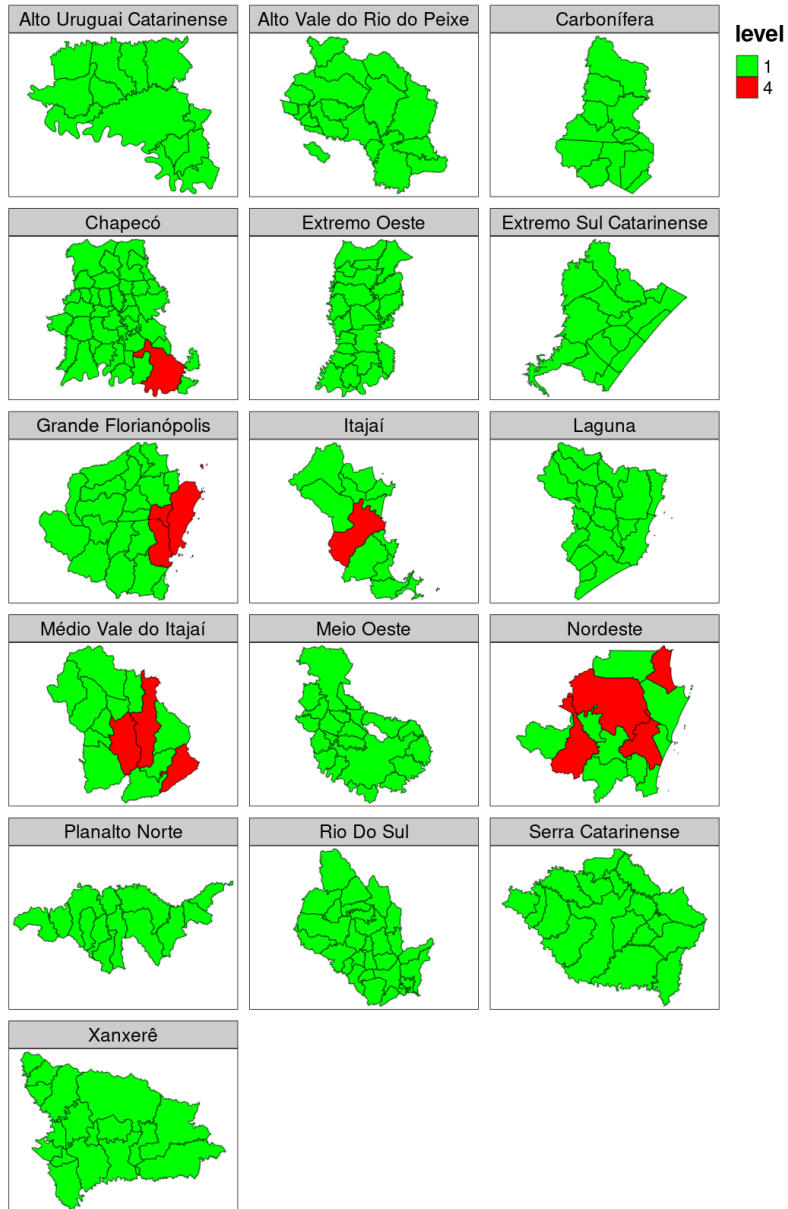 Alto Uruguai Catarinense
Alto Vale do Rio do Peixe
Carbonífera
level
1
4
Chapecó
Extremo Oeste
Extremo Sul Catarinense
Grande Florianópolis
Itajaí
Laguna
Médio Vale do Itajaí
Meio Oeste
Nordeste
Planalto Norte
Rio Do Sul
Serra Catarinense
Xanxerê